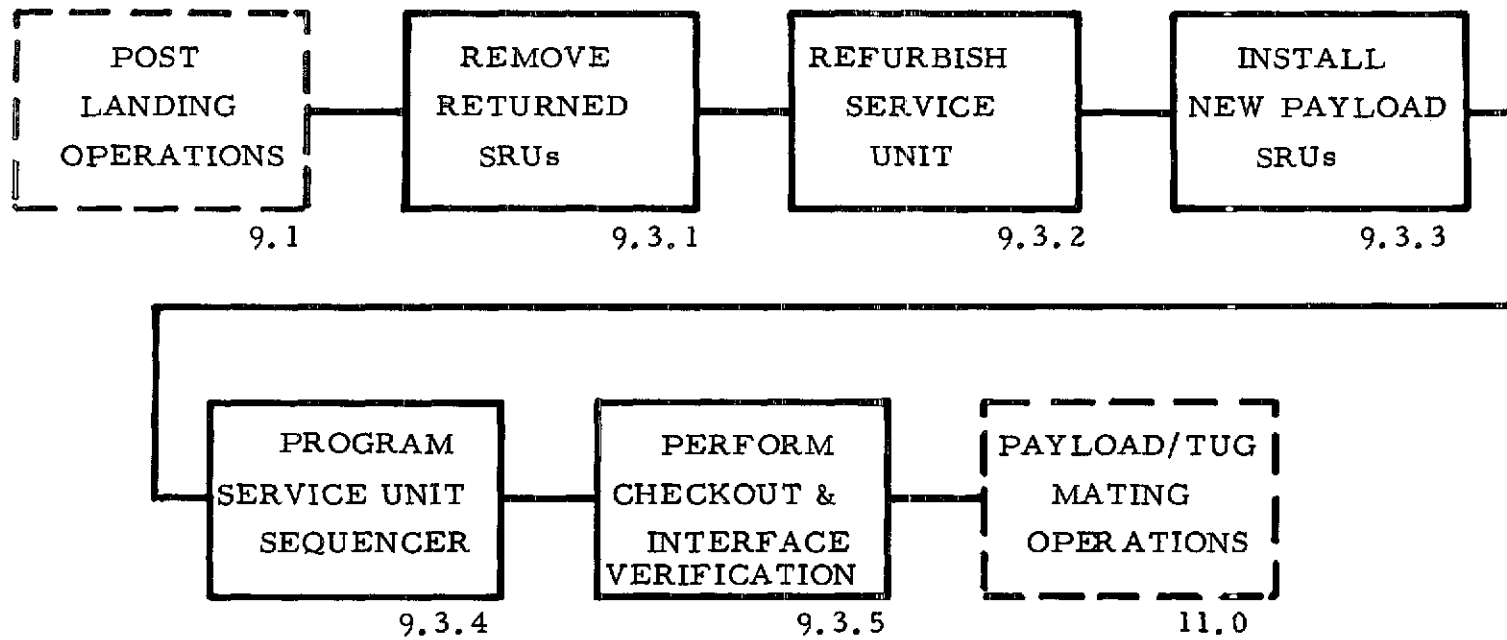 POST
LANDING
OPERATIONS
9.1
REMOVE
RETURNED
SRUs
9.3.1
REFURBISH
SERVICE
UNIT
9.3.2
INSTALL
NEW PAYLOAD
SRUs
9.3.3
PROGRAM
SERVICE UNIT
SEQUENCER
9.3.4
PERFORM
CHECKOUT &
INTERFACE
VERIFICATION
9.3.5
PAYLOAD/TUG
MATING
OPERATIONS
11.0